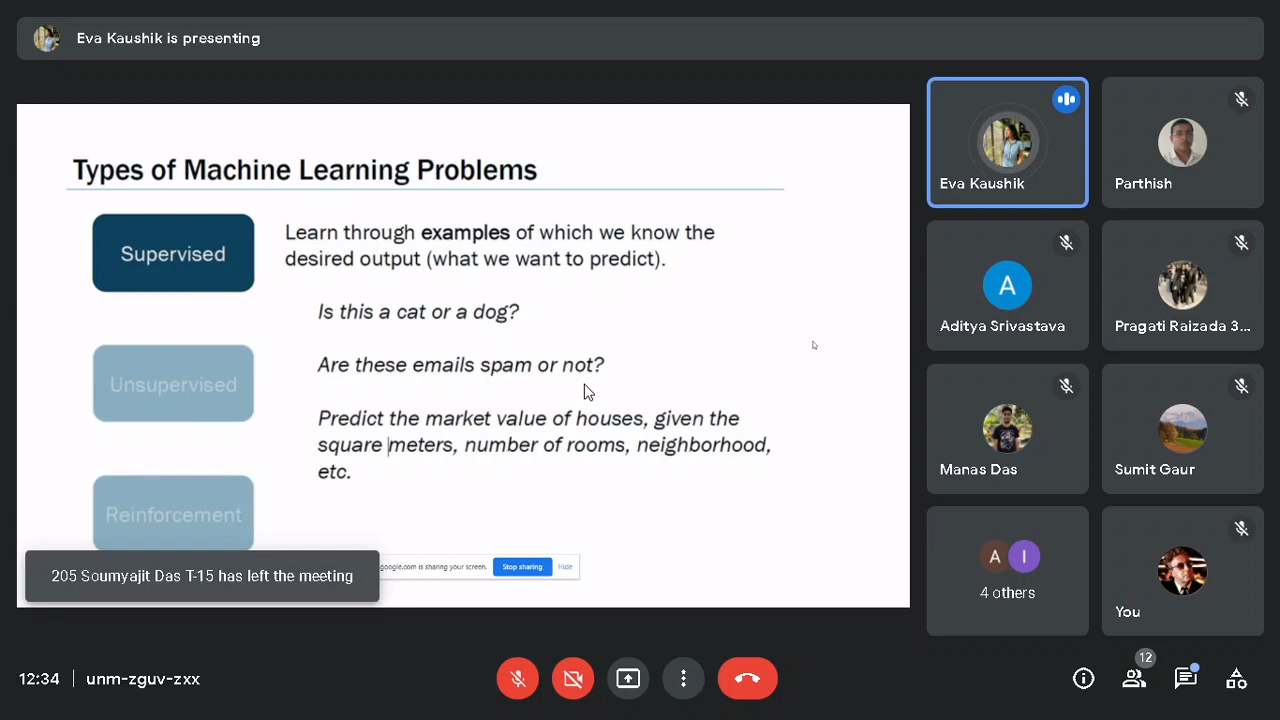 Eva Kaushik is presenting
Types of Machine Learning Problems
Supervised
Learn through examples of which we know the
desired output (what we want to predict).
Is this a cat or a dog?
Are these emails spam or not?
Unsupervised
Predict the market value of houses, given the
square meters, number of rooms, neighborhood,
etc.
Reinforcement
205 Soumyajit Das T-15 has left the meeting
google.com is sharing your screen.
Stop sharing
Hide
Eva Kaushik
Parthish
A
Aditya Srivastava
Pragati Raizada 3...
Manas Das
Sumit Gaur
A I
4 others
You
12:34 | unm-zguv-zxx
12